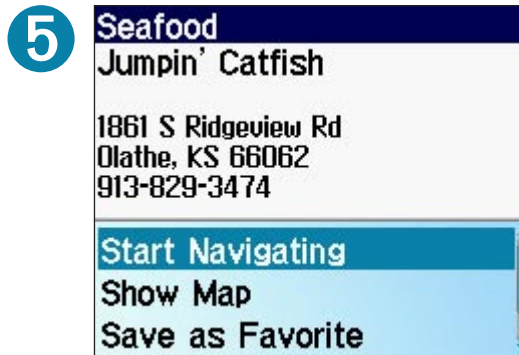 5
Seafood
Jumpin' Catfish
1861 S Ridgeview Rd
Olathe, KS 66062
913-829-3474
Start Navigating
Show Map
Save as Favorite